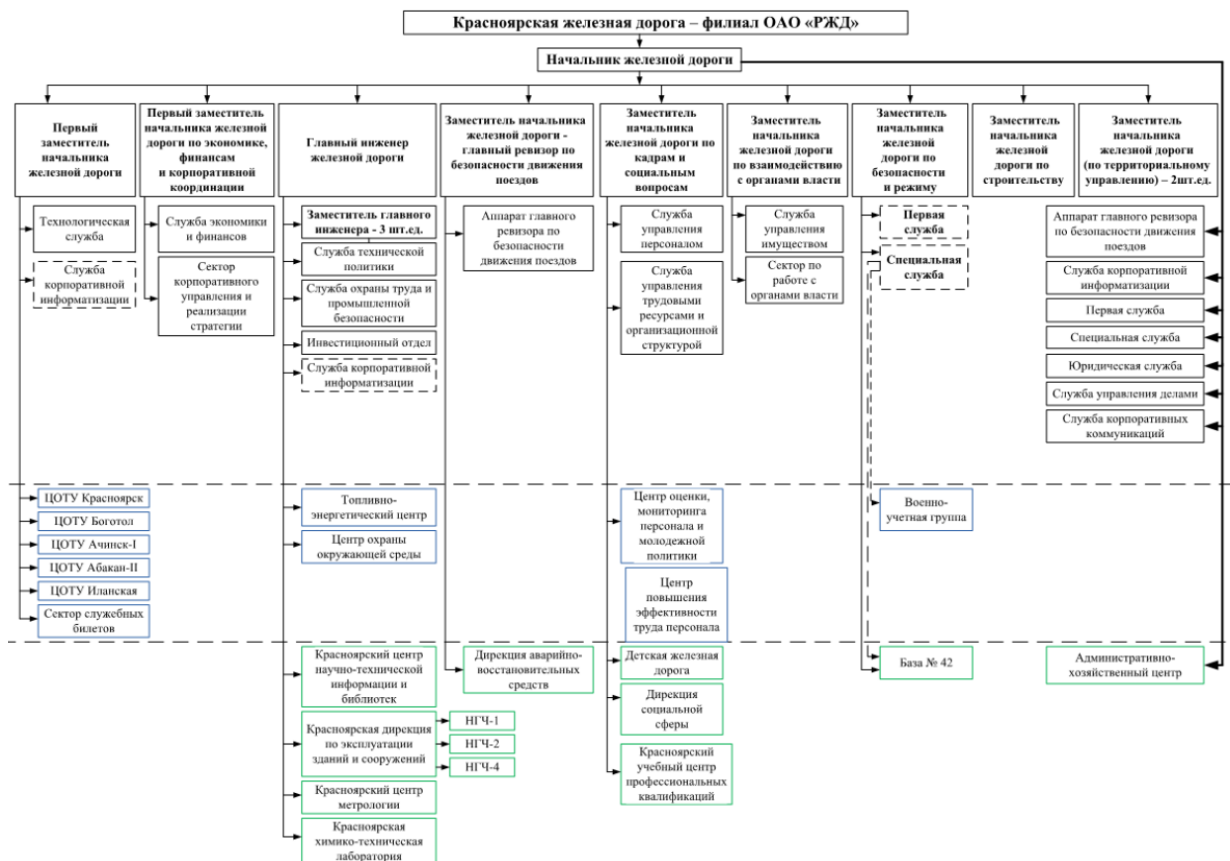 Красноярская железная дорога – филиал ОАО «РЖД»
Начальник железной дороги
Первый
заместитель
начальника
железной дороги
Первый заместитель
начальника железной
дороги по экономике,
финансам
и корпоративной
координации
Главный инженер
железной дороги
Заместитель начальника
железной дороги -
главный ревизор по
безопасности движения
поездов
Заместитель
начальника
железной дороги по
кадрам и
социальным
вопросам
Заместитель
начальника
железной дороги
по взаимодействию
с органами власти
Заместитель
начальника
железной
дороги по
безопасности
и режиму
Заместитель
начальника
железной
дороги по
строительству
Заместитель
начальника
железной дороги
(по территориальному
управлению) – 2шт.ед.
Технологическая
служба
Служба
корпоративной
информатизации
Служба экономики
и финансов
Сектор
корпоративного
управления и
реализации
стратегии
Заместитель главного
инженера - 3 шт.ед.
Служба технической
политики
Служба охраны труда и
промышленной
безопасности
Инвестиционный отдел
Служба корпоративной
информатизации
Аппарат главного
ревизора по
безопасности
движения поездов
Служба
управления
персоналом
Служба
управления
трудовыми
ресурсами и
организационной
структурой
Служба
управления
имуществом
Сектор по
работе с
органами власти
Первая
служба
Специальная
служба
Аппарат главного ревизора
по безопасности движения
поездов
Служба корпоративной
информатизации
Первая служба
Специальная служба
Юридическая служба
Служба управления делами
Служба корпоративных
коммуникаций
ЦОТУ Красноярск
ЦОТУ Боготол
ЦОТУ Ачинск-I
ЦОТУ Абакан-II
ЦОТУ Иланская
Сектор служебных
билетов
Топливно-
энергетический центр
Центр охраны
окружающей среды
Центр оценки,
мониторинга
персонала и
молодежной
политики
Центр
повышения
эффективности
труда персонала
Военно-
учетная группа
Красноярский центр
научно-технической
информации и
библиотек
Красноярская дирекция
по эксплуатации
зданий и сооружений
НГЧ-1
НГЧ-2
НГЧ-4
Красноярский центр
метрологии
Красноярская
химико-техническая
лаборатория
Дирекция аварийно-
восстановительных
средств
Детская железная
дорога
Дирекция
социальной
сферы
Красноярский
учебный центр
профессиональных
квалификаций
База № 42
Административно-
хозяйственный центр